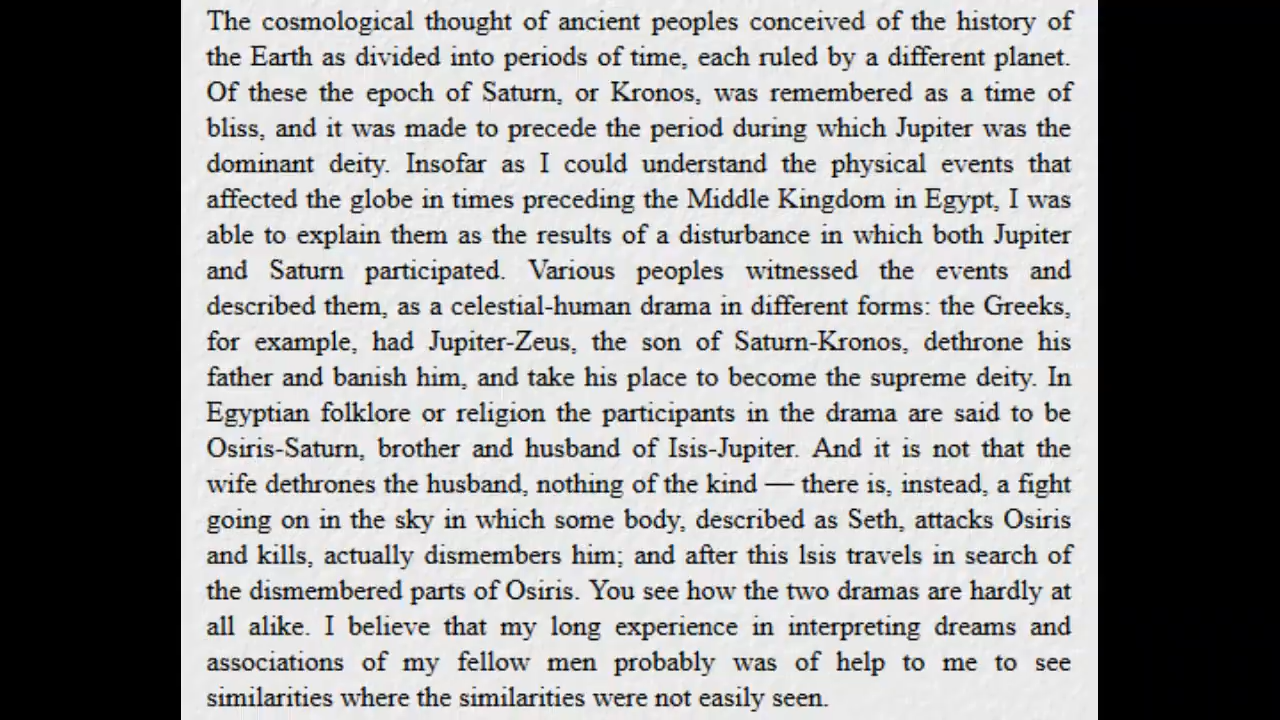 The cosmological thought of ancient peoples conceived of the history of
the Earth as divided into periods of time, each ruled by a different planet.
Of these the epoch of Saturn, or Kronos, was remembered as a time of
bliss, and it was made to precede the period during which Jupiter was the
dominant deity. Insofar as I could understand the physical events that
affected the globe in times preceding the Middle Kingdom in Egypt, I was
able to explain them as the results of a disturbance in which both Jupiter
and Saturn participated. Various peoples witnessed the events and
described them, as a celestial-human drama in different forms: the Greeks,
for example, had Jupiter-Zeus, the son of Saturn-Kronos, dethrone his
father and banish him, and take his place to become the supreme deity. In
Egyptian folklore or religion the participants in the drama are said to be
Osiris-Saturn, brother and husband of Isis-Jupiter. And it is not that the
wife dethrones the husband, nothing of the kind — there is, instead, a fight
going on in the sky in which some body, described as Seth, attacks Osiris
and kills, actually dismembers him; and after this lsis travels in search of
the dismembered parts of Osiris. You see how the two dramas are hardly at
all alike. I believe that my long experience in interpreting dreams and
associations of my fellow men probably was of help to me to see
similarities where the similarities were not easily seen.